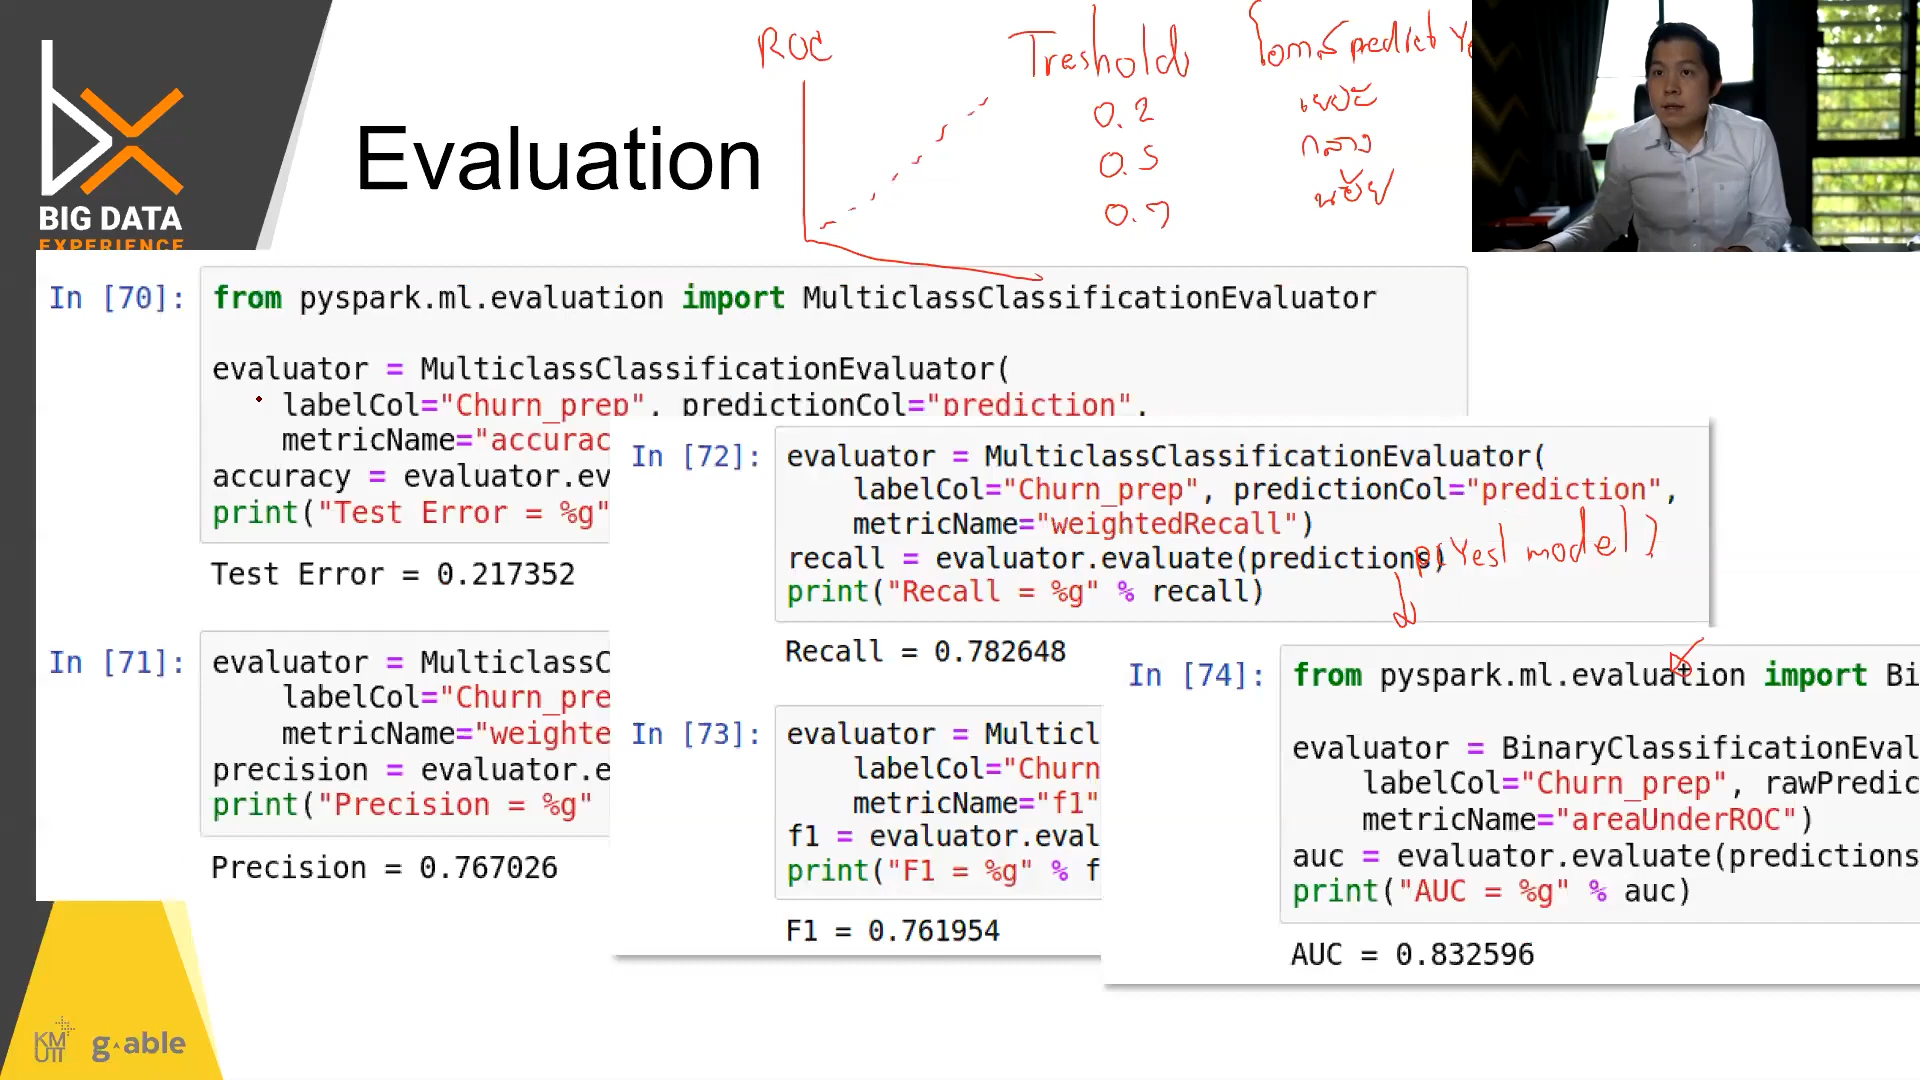 ROC
Treshold
โอกาส predict
0.2
เยอะ
0.5
กลาง
0.7
น้อย
BIG DATA
EXPERIENCE
Evaluation
In [70]:
from pyspark.ml.evaluation import MulticlassClassificationEvaluator
evaluator = MulticlassClassificationEvaluator(
labelCol="Churn_prep", predictionCol="prediction",
metricName="accurac
accuracy = evaluator.ev
print("Test Error = %g"
Test Error = 0.217352
In [71]:
evaluator = MulticlassC
labelCol="Churn_pre
metricName="weighte
precision = evaluator.e
print("Precision = %g"
Precision = 0.767026
In [72]:
evaluator = MulticlassClassificationEvaluator(
labelCol="Churn_prep", predictionCol="prediction",
metricName="weightedRecall")
recall = evaluator.evaluate(predictions)
print("Recall = %g" % recall)
Recall = 0.782648
model
In [73]:
evaluator = Multicl
labelCol="Churn
metricName="f1"
f1 = evaluator.eval
print("F1 = %g" % f
F1 = 0.761954
In [74]:
from pyspark.ml.evaluation import Bi
evaluator = BinaryClassificationEval
labelCol="Churn_prep", rawPredic
metricName="areaUnderROC")
auc = evaluator.evaluate(predictions
print("AUC = %g" % auc)
AUC = 0.832596
KMUTT
g-able